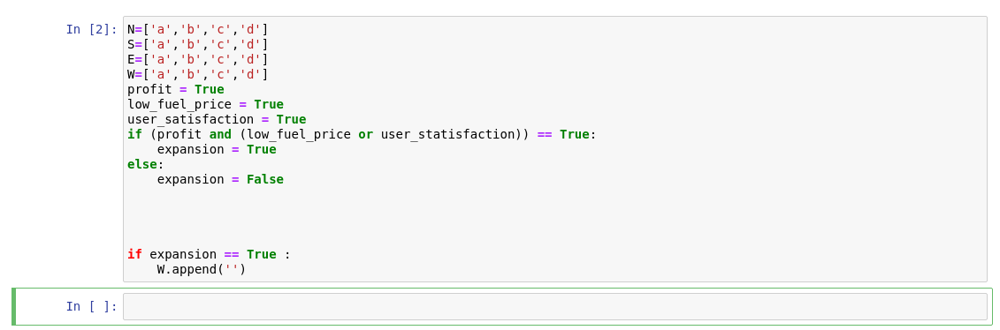 In [2]:
N=['a','b','c','d']
S=['a','b','c','d']
E=['a','b','c','d']
W=['a','b','c','d']
profit = True
low_fuel_price = True
user_satisfaction = True
if (profit and (low_fuel_price or user_statisfaction)) == True:
    expansion = True
else:
    expansion = False
if expansion == True :
    W.append('')
In [ ]: